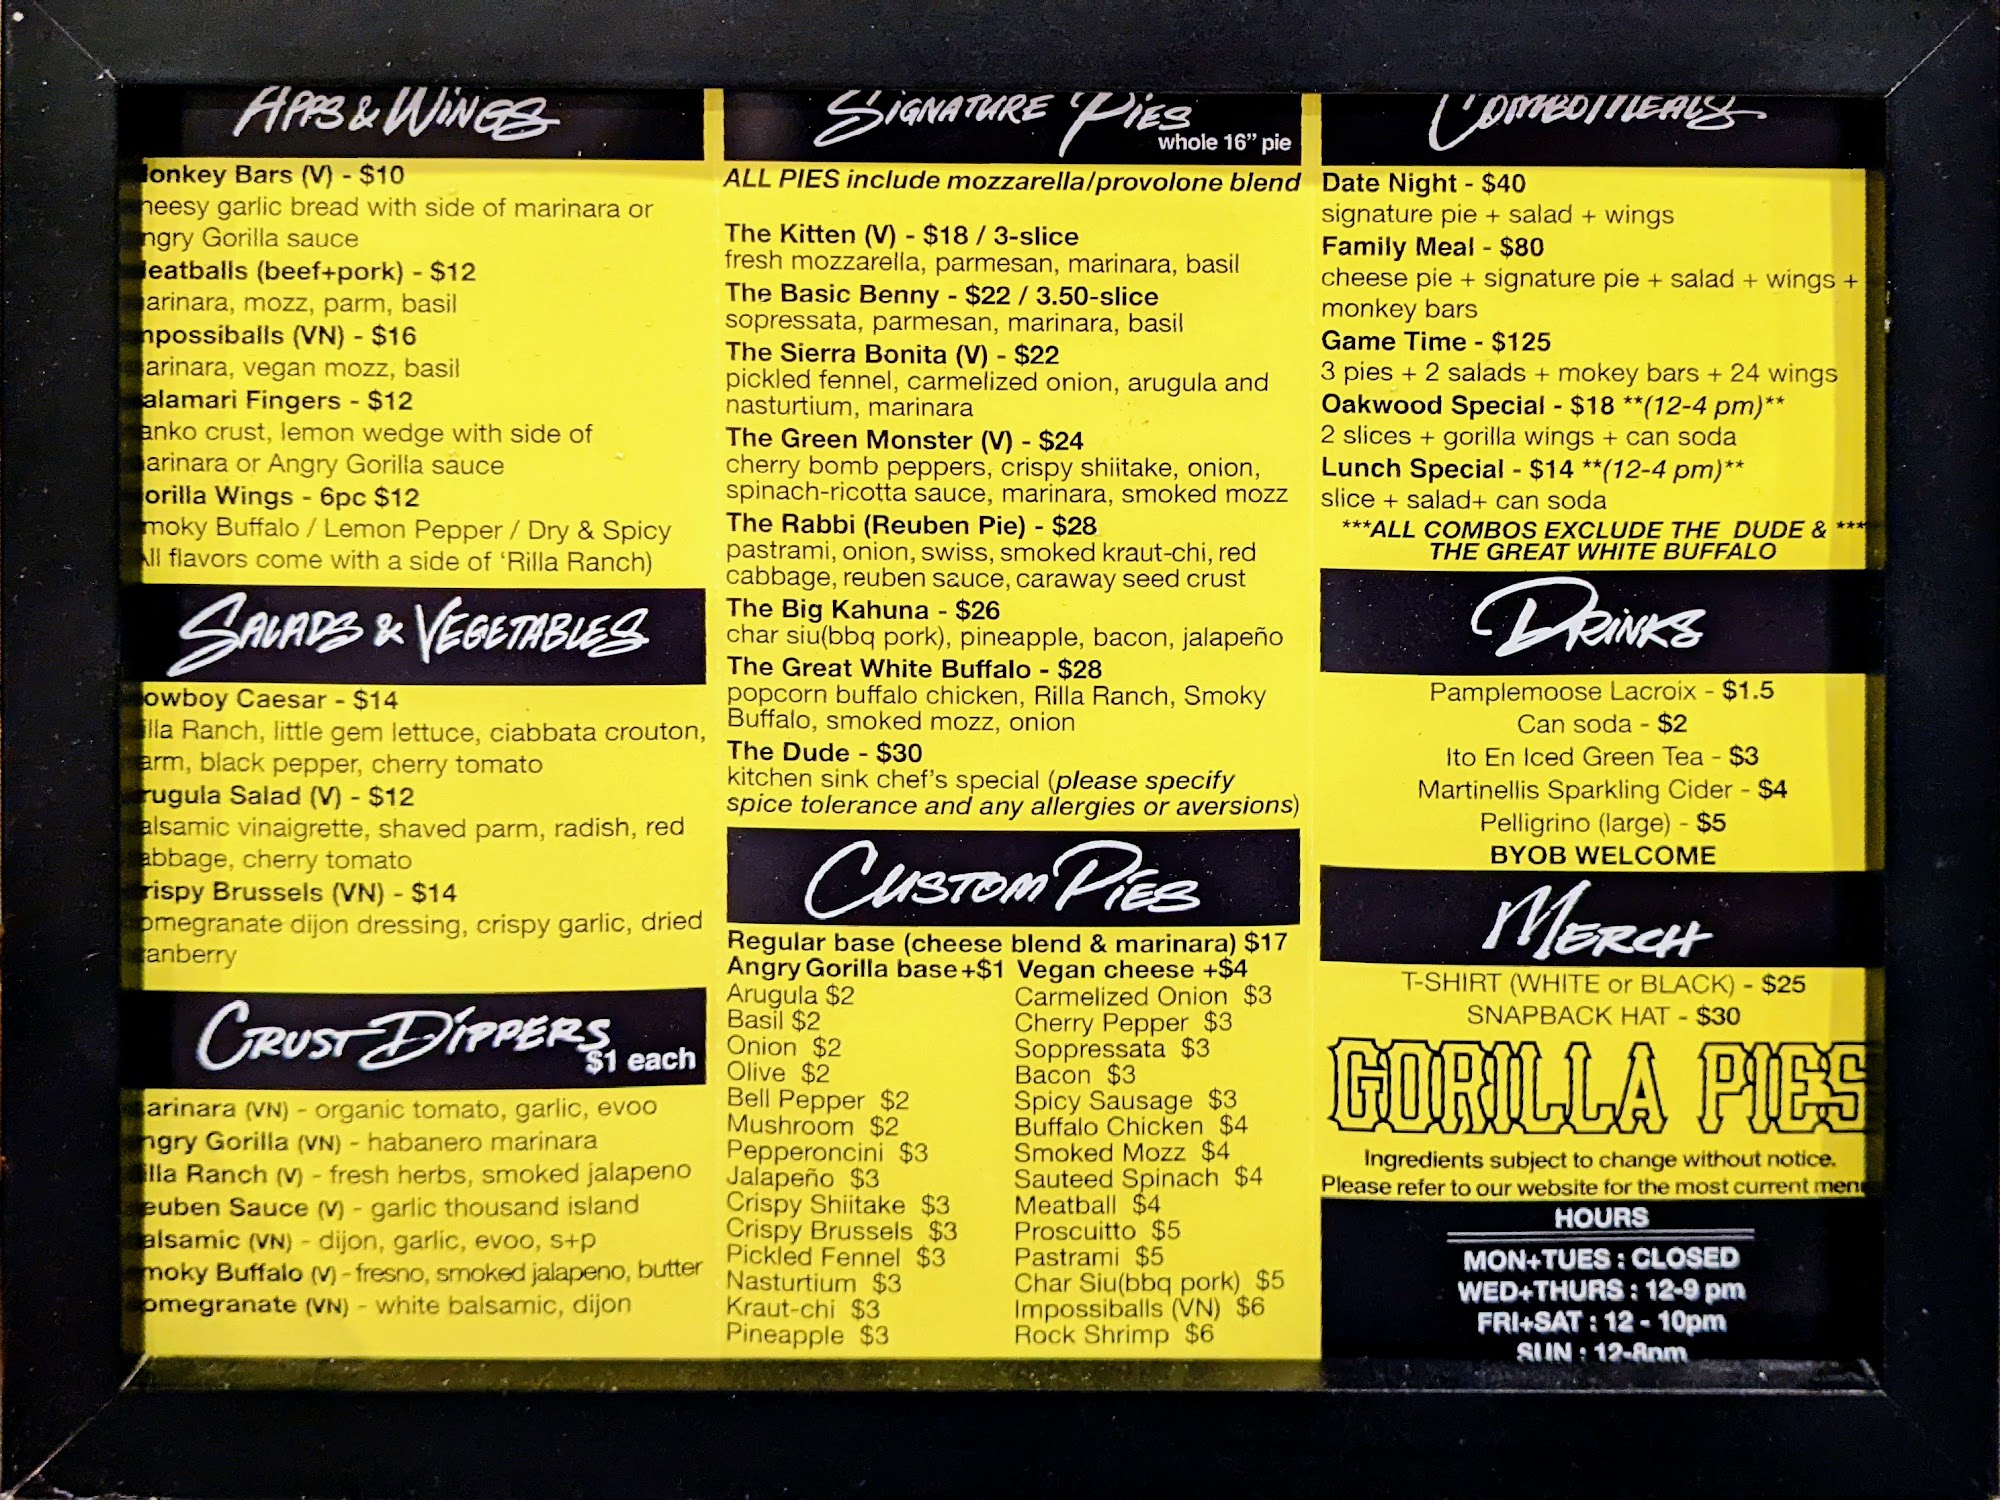 APPS & WINGS
onkey Bars (V) - $10
heesy garlic bread with side of marinara or
ngry Gorilla sauce
eatballs (beef+pork) - $12
arinara, mozz, parm, basil
npossiballs (VN) - $16
arinara, vegan mozz, basil
alamari Fingers - $12
anko crust, lemon wedge with side of
arinara or Angry Gorilla sauce
orilla Wings - 6pc $12
moky Buffalo / Lemon Pepper / Dry & Spicy
All flavors come with a side of ‘Rilla Ranch)
SALADS & VEGETABLES
owboy Caesar - $14
illa Ranch, little gem lettuce, ciabbata crouton,
arm, black pepper, cherry tomato
rugula Salad (V) - $12
alsamic vinaigrette, shaved parm, radish, red
abbage, cherry tomato
rispy Brussels (VN) - $14
omegranate dijon dressing, crispy garlic, dried
ranberry
CRUST DIPPERS
$1 each
arinara (VN) - organic tomato, garlic, evoo
ngry Gorilla (VN) - habanero marinara
illa Ranch (V) - fresh herbs, smoked jalapeno
euben Sauce (V) - garlic thousand island
alsamic (VN) - dijon, garlic, evoo, s+p
moky Buffalo (V) - fresno, smoked jalapeno, butter
omegranate (VN) - white balsamic, dijon
SIGNATURE PIES
whole 16” pie
ALL PIES include mozzarella/provolone blend
The Kitten (V) - $18 / 3-slice
fresh mozzarella, parmesan, marinara, basil
The Basic Benny - $22 / 3.50-slice
sopressata, parmesan, marinara, basil
The Sierra Bonita (V) - $22
pickled fennel, carmelized onion, arugula and
nasturtium, marinara
The Green Monster (V) - $24
cherry bomb peppers, crispy shiitake, onion,
spinach-ricotta sauce, marinara, smoked mozz
The Rabbi (Reuben Pie) - $28
pastrami, onion, swiss, smoked kraut-chi, red
cabbage, reuben sauce, caraway seed crust
The Big Kahuna - $26
char siu(bbq pork), pineapple, bacon, jalapeño
The Great White Buffalo - $28
popcorn buffalo chicken, Rilla Ranch, Smoky
Buffalo, smoked mozz, onion
The Dude - $30
kitchen sink chef’s special (please specify
spice tolerance and any allergies or aversions)
CUSTOM PIES
Regular base (cheese blend & marinara) $17
Angry Gorilla base+$1 Vegan cheese +$4
Arugula $2
Basil $2
Onion $2
Olive $2
Bell Pepper $2
Mushroom $2
Pepperoncini $3
Jalapeño $3
Crispy Shiitake $3
Crispy Brussels $3
Pickled Fennel $3
Nasturtium $3
Kraut-chi $3
Pineapple $3
Carmelized Onion $3
Cherry Pepper $3
Soppressata $3
Bacon $3
Spicy Sausage $3
Buffalo Chicken $4
Smoked Mozz $4
Sauteed Spinach $4
Meatball $4
Proscuitto $5
Pastrami $5
Char Siu(bbq pork) $5
Impossiballs (VN) $6
Rock Shrimp $6
COMBO MEALS
Date Night - $40
signature pie + salad + wings
Family Meal - $80
cheese pie + signature pie + salad + wings +
monkey bars
Game Time - $125
3 pies + 2 salads + mokey bars + 24 wings
Oakwood Special - $18 **(12-4 pm)**
2 slices + gorilla wings + can soda
Lunch Special - $14 **(12-4 pm)**
slice + salad+ can soda
***ALL COMBOS EXCLUDE THE DUDE & ***
THE GREAT WHITE BUFFALO
DRINKS
Pamplemoose Lacroix - $1.5
Can soda - $2
Ito En Iced Green Tea - $3
Martinellis Sparkling Cider - $4
Pelligrino (large) - $5
BYOB WELCOME
MERCH
T-SHIRT (WHITE or BLACK) - $25
SNAPBACK HAT - $30
GORILLA PIES
Ingredients subject to change without notice.
Please refer to our website for the most current men
HOURS
MON+TUES : CLOSED
WED+THURS : 12-9 pm
FRI+SAT : 12 - 10pm
SUN : 12-8pm